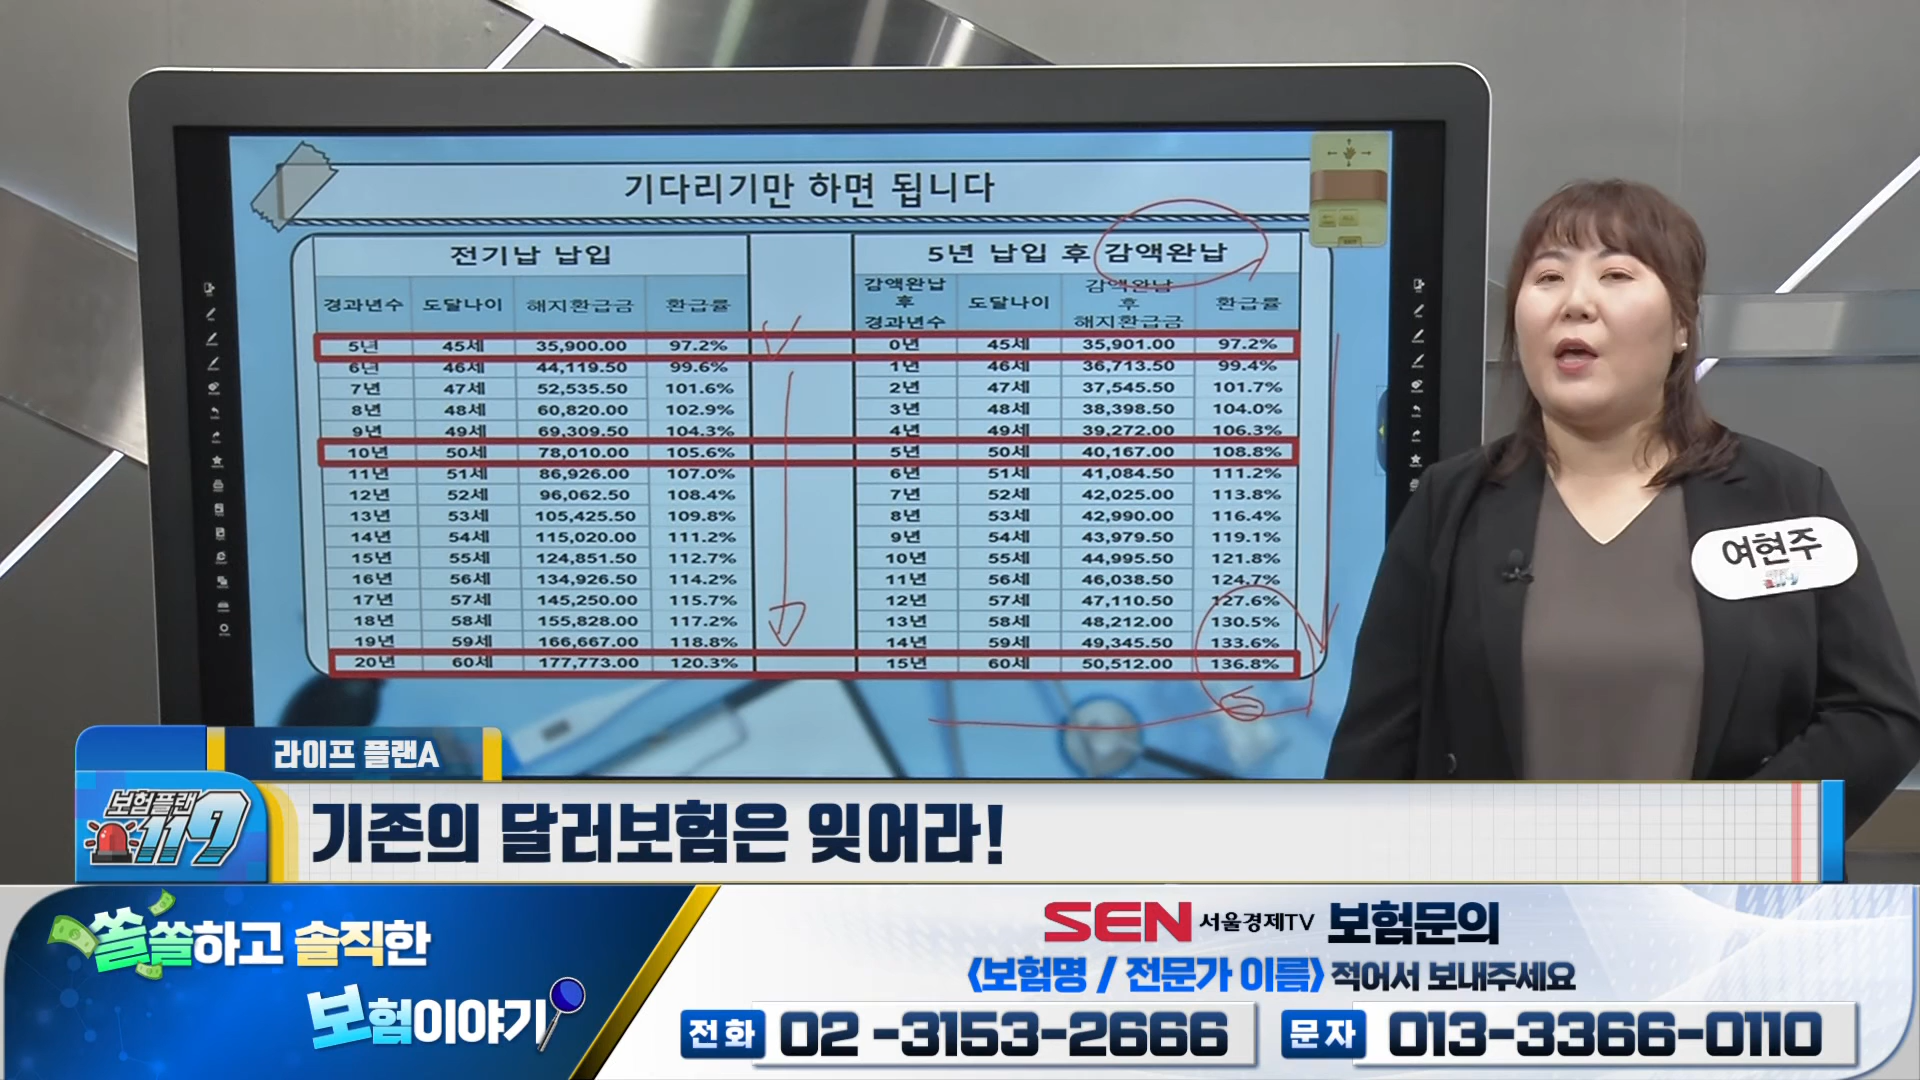 기다리기만 하면 됩니다
전기납 납입
경과년수 도달나이 해지환급금 환급률
5년 45세 35,900.00 97.2%
6년 46세 44,119.50 99.6%
7년 47세 52,535.50 101.6%
8년 48세 60,820.00 102.9%
9년 49세 69,309.50 104.3%
10년 50세 78,010.00 105.6%
11년 51세 86,926.00 107.0%
12년 52세 96,062.50 108.4%
13년 53세 105,425.50 109.8%
14년 54세 115,020.00 111.2%
15년 55세 124,851.50 112.7%
16년 56세 134,926.50 114.2%
17년 57세 145,250.00 115.7%
18년 58세 155,828.00 117.2%
19년 59세 166,667.00 118.8%
20년 60세 177,773.00 120.3%
5년 납입 후 감액완납
감액완납 후 경과년수 도달나이 감액완납 후 해지환급금 환급률
0년 45세 35,901.00 97.2%
1년 46세 36,713.50 99.4%
2년 47세 37,545.50 101.7%
3년 48세 38,398.50 104.0%
4년 49세 39,272.00 106.3%
5년 50세 40,167.00 108.8%
6년 51세 41,084.50 111.2%
7년 52세 42,025.00 113.8%
8년 53세 42,990.00 116.4%
9년 54세 43,979.50 119.1%
10년 55세 44,995.50 121.8%
11년 56세 46,038.50 124.7%
12년 57세 47,110.50 127.6%
13년 58세 48,212.00 130.5%
14년 59세 49,345.50 133.6%
15년 60세 50,512.00 136.8%
여현주
라이프 플랜A
보험플랜
119
기존의 달러보험은 잊어라!
쏠쏠하고 솔직한
보험이야기
SEN 서울경제TV 보험문의
〈보험명 / 전문가 이름〉 적어서 보내주세요
전화 02-3153-2666 문자 013-3366-0110